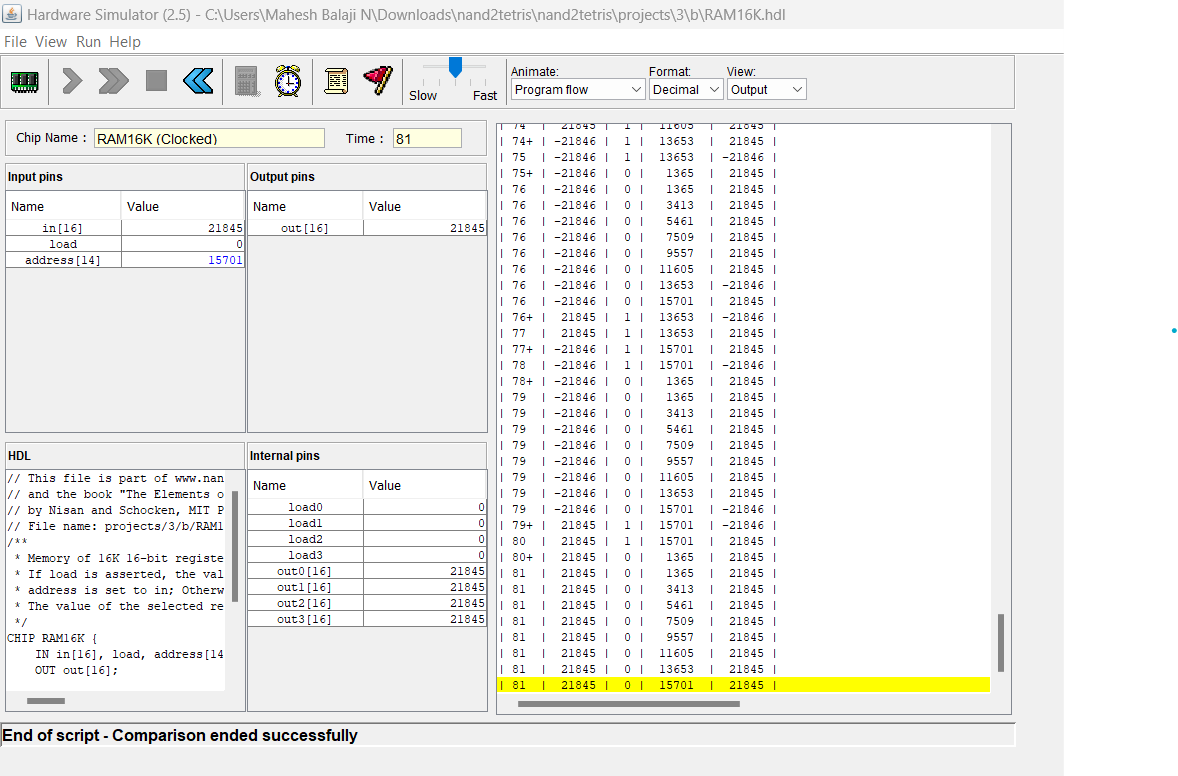 Hardware Simulator (2.5) - C:\Users\Mahesh Balaji N\Downloads\nand2tetris\nand2tetris\projects\3\b\RAM16K.hdl
File View Run Help
Slow Fast
Animate: Format: View:
Program flow Decimal Output
Chip Name : RAM16K (Clocked) Time : 81
Input pins
Name Value
in[16] 21845
load 0
address[14] 15701
Output pins
Name Value
out[16] 21845
HDL
// This file is part of www.nan
// and the book "The Elements o
// by Nisan and Schocken, MIT P
// File name: projects/3/b/RAM1
/**
* Memory of 16K 16-bit registe
* If load is asserted, the val
* address is set to in; Otherw
* The value of the selected re
*/
CHIP RAM16K {
IN in[16], load, address[14
OUT out[16];
Internal pins
Name Value
load0 0
load1 0
load2 0
load3 0
out0[16] 21845
out1[16] 21845
out2[16] 21845
out3[16] 21845
| 74 | 21845 | 1 | 11605 | 21845 |
| 74+ | -21846 | 1 | 13653 | 21845 |
| 75 | -21846 | 1 | 13653 | -21846 |
| 75+ | -21846 | 0 | 1365 | 21845 |
| 76 | -21846 | 0 | 1365 | 21845 |
| 76 | -21846 | 0 | 3413 | 21845 |
| 76 | -21846 | 0 | 5461 | 21845 |
| 76 | -21846 | 0 | 7509 | 21845 |
| 76 | -21846 | 0 | 9557 | 21845 |
| 76 | -21846 | 0 | 11605 | 21845 |
| 76 | -21846 | 0 | 13653 | -21846 |
| 76 | -21846 | 0 | 15701 | 21845 |
| 76+ | 21845 | 1 | 13653 | -21846 |
| 77 | 21845 | 1 | 13653 | 21845 |
| 77+ | -21846 | 1 | 15701 | 21845 |
| 78 | -21846 | 1 | 15701 | -21846 |
| 78+ | -21846 | 0 | 1365 | 21845 |
| 79 | -21846 | 0 | 1365 | 21845 |
| 79 | -21846 | 0 | 3413 | 21845 |
| 79 | -21846 | 0 | 5461 | 21845 |
| 79 | -21846 | 0 | 7509 | 21845 |
| 79 | -21846 | 0 | 9557 | 21845 |
| 79 | -21846 | 0 | 11605 | 21845 |
| 79 | -21846 | 0 | 13653 | 21845 |
| 79 | -21846 | 0 | 15701 | -21846 |
| 79+ | 21845 | 1 | 15701 | -21846 |
| 80 | 21845 | 1 | 15701 | 21845 |
| 80+ | 21845 | 0 | 1365 | 21845 |
| 81 | 21845 | 0 | 1365 | 21845 |
| 81 | 21845 | 0 | 3413 | 21845 |
| 81 | 21845 | 0 | 5461 | 21845 |
| 81 | 21845 | 0 | 7509 | 21845 |
| 81 | 21845 | 0 | 9557 | 21845 |
| 81 | 21845 | 0 | 11605 | 21845 |
| 81 | 21845 | 0 | 13653 | 21845 |
| 81 | 21845 | 0 | 15701 | 21845 |
End of script - Comparison ended successfully